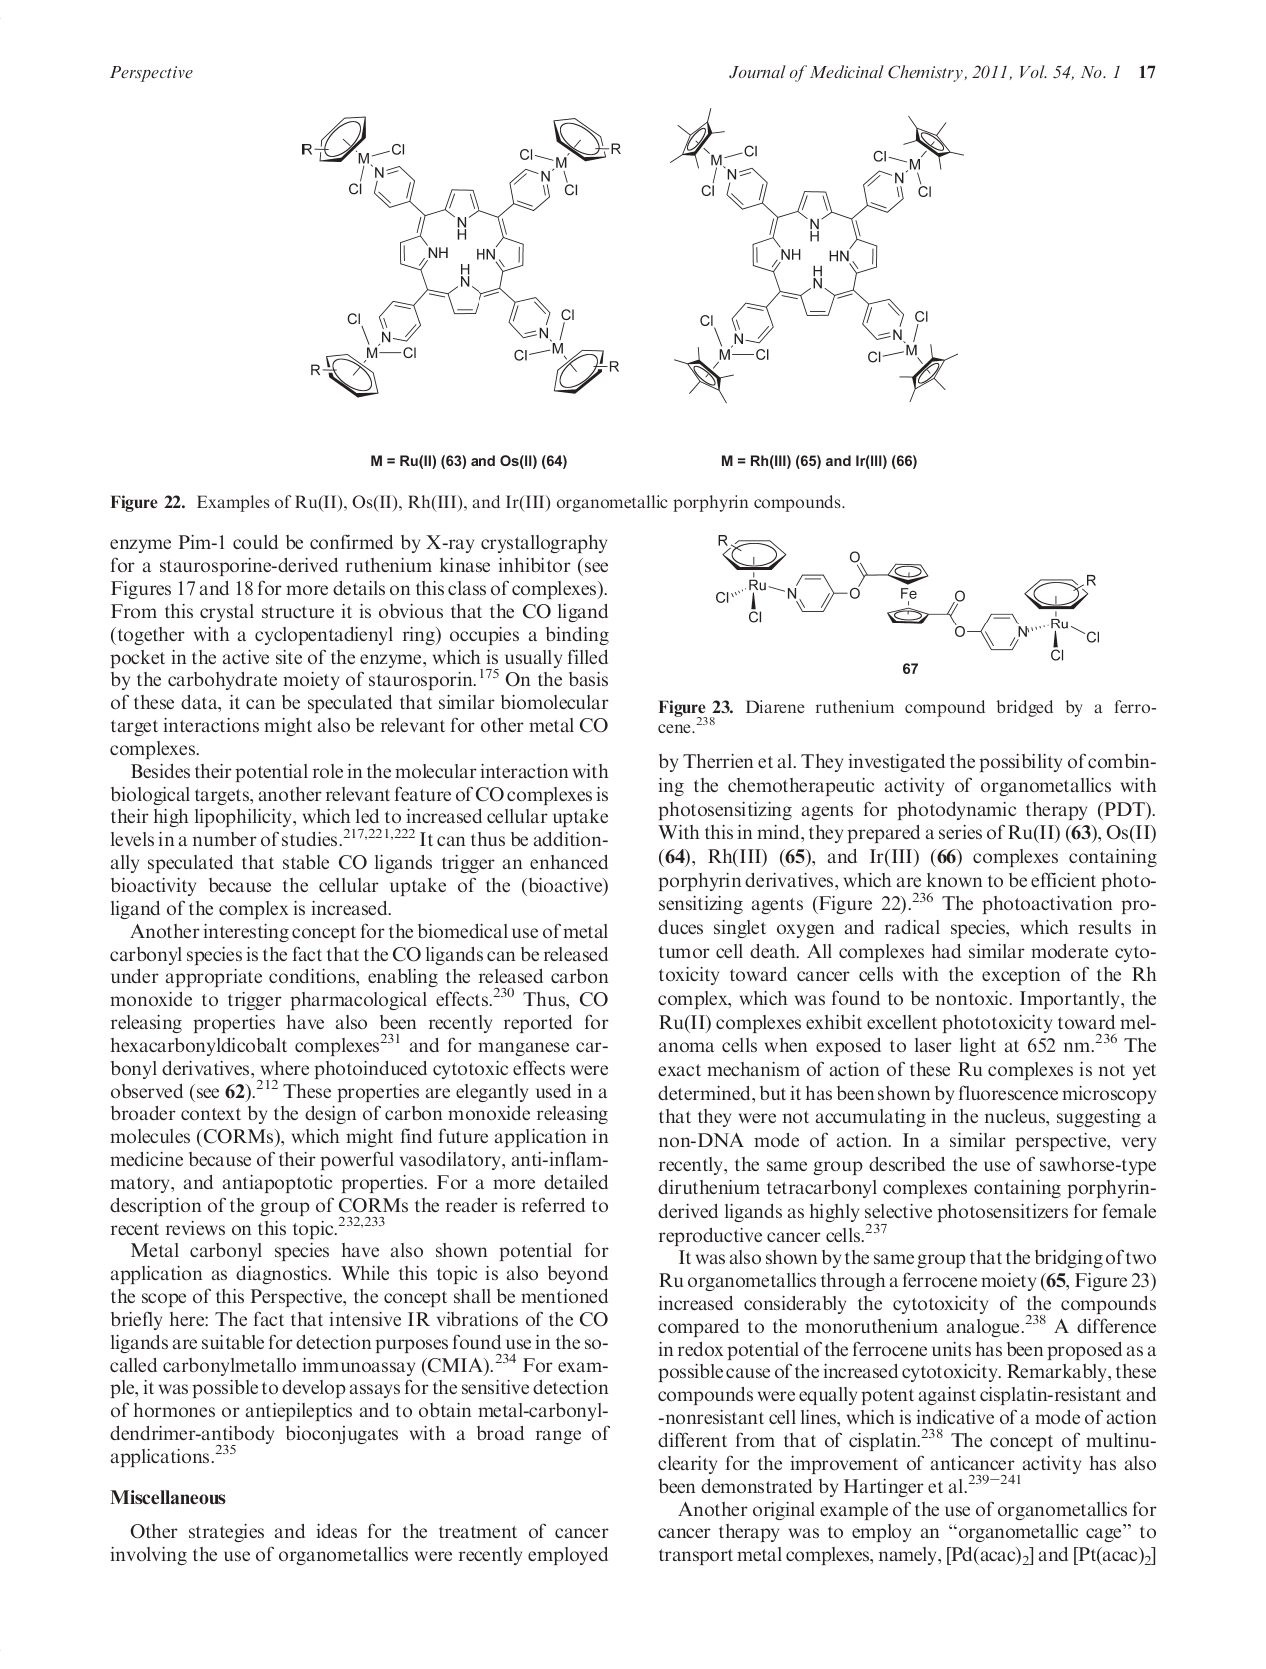 Perspective
Journal of Medicinal Chemistry, 2011, Vol. 54, No. 1 17
R
M
Cl
Cl
N
Cl
M
R
N
Cl
N
H
NH
HN
H
N
Cl
N
M
Cl
R
Cl
N
Cl
M
R
M
Cl
Cl
N
Cl
M
N
Cl
N
H
NH
HN
H
N
Cl
N
M
Cl
Cl
N
Cl
M
M = Ru(II) (63) and Os(II) (64)
M = Rh(III) (65) and Ir(III) (66)
Figure 22. Examples of Ru(II), Os(II), Rh(III), and Ir(III) organometallic porphyrin compounds.
enzyme Pim-1 could be confirmed by X-ray crystallography
for a staurosporine-derived ruthenium kinase inhibitor (see
Figures 17 and 18 for more details on this class of complexes).
From this crystal structure it is obvious that the CO ligand
(together with a cyclopentadienyl ring) occupies a binding
pocket in the active site of the enzyme, which is usually filled
by the carbohydrate moiety of staurosporin.175 On the basis
of these data, it can be speculated that similar biomolecular
target interactions might also be relevant for other metal CO
complexes.
Besides their potential role in the molecular interaction with
biological targets, another relevant feature of CO complexes is
their high lipophilicity, which led to increased cellular uptake
levels in a number of studies.217,221,222 It can thus be addition-
ally speculated that stable CO ligands trigger an enhanced
bioactivity because the cellular uptake of the (bioactive)
ligand of the complex is increased.
Another interesting concept for the biomedical use of metal
carbonyl species is the fact that the CO ligands can be released
under appropriate conditions, enabling the released carbon
monoxide to trigger pharmacological effects.230 Thus, CO
releasing properties have also been recently reported for
hexacarbonyldicobalt complexes231 and for manganese car-
bonyl derivatives, where photoinduced cytotoxic effects were
observed (see 62).212 These properties are elegantly used in a
broader context by the design of carbon monoxide releasing
molecules (CORMs), which might find future application in
medicine because of their powerful vasodilatory, anti-inflam-
matory, and antiapoptotic properties. For a more detailed
description of the group of CORMs the reader is referred to
recent reviews on this topic.232,233
Metal carbonyl species have also shown potential for
application as diagnostics. While this topic is also beyond
the scope of this Perspective, the concept shall be mentioned
briefly here: The fact that intensive IR vibrations of the CO
ligands are suitable for detection purposes found use in the so-
called carbonylmetallo immunoassay (CMIA).234 For exam-
ple, it was possible to develop assays for the sensitive detection
of hormones or antiepileptics and to obtain metal-carbonyl-
dendrimer-antibody bioconjugates with a broad range of
applications.235
Miscellaneous
Other strategies and ideas for the treatment of cancer
involving the use of organometallics were recently employed
R
Ru
Cl
Cl
N
O
O
Fe
O
O
N
R
Ru
Cl
Cl
67
Figure 23. Diarene ruthenium compound bridged by a ferro-
cene.238
by Therrien et al. They investigated the possibility of combin-
ing the chemotherapeutic activity of organometallics with
photosensitizing agents for photodynamic therapy (PDT).
With this in mind, they prepared a series of Ru(II) (63), Os(II)
(64), Rh(III) (65), and Ir(III) (66) complexes containing
porphyrin derivatives, which are known to be efficient photo-
sensitizing agents (Figure 22).236 The photoactivation pro-
duces singlet oxygen and radical species, which results in
tumor cell death. All complexes had similar moderate cyto-
toxicity toward cancer cells with the exception of the Rh
complex, which was found to be nontoxic. Importantly, the
Ru(II) complexes exhibit excellent phototoxicity toward mel-
anoma cells when exposed to laser light at 652 nm.236 The
exact mechanism of action of these Ru complexes is not yet
determined, but it has been shown by fluorescence microscopy
that they were not accumulating in the nucleus, suggesting a
non-DNA mode of action. In a similar perspective, very
recently, the same group described the use of sawhorse-type
diruthenium tetracarbonyl complexes containing porphyrin-
derived ligands as highly selective photosensitizers for female
reproductive cancer cells.237
It was also shown by the same group that the bridging of two
Ru organometallics through a ferrocene moiety (65, Figure 23)
increased considerably the cytotoxicity of the compounds
compared to the monoruthenium analogue.238 A difference
in redox potential of the ferrocene units has been proposed as a
possible cause of the increased cytotoxicity. Remarkably, these
compounds were equally potent against cisplatin-resistant and
-nonresistant cell lines, which is indicative of a mode of action
different from that of cisplatin.238 The concept of multinu-
clearity for the improvement of anticancer activity has also
been demonstrated by Hartinger et al.239−241
Another original example of the use of organometallics for
cancer therapy was to employ an “organometallic cage” to
transport metal complexes, namely, [Pd(acac)2] and [Pt(acac)2]